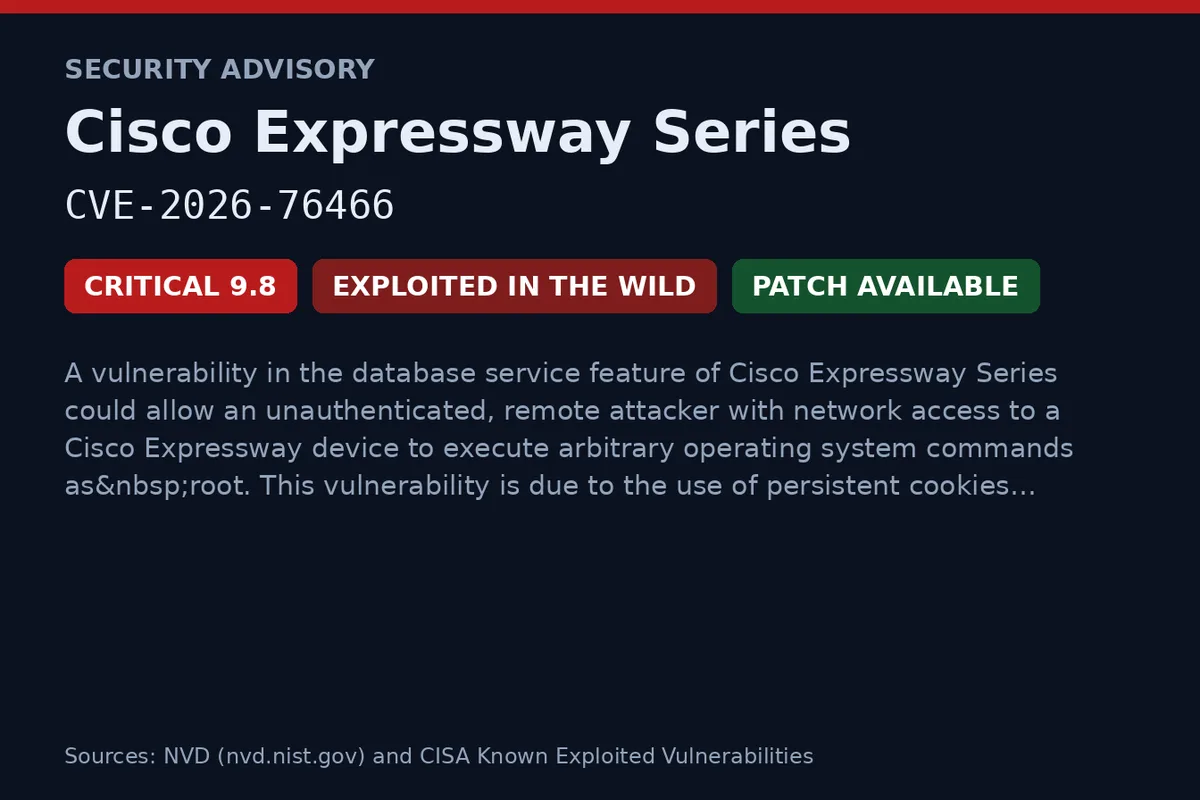 SECURITY ADVISORY
Cisco Expressway Series
CVE-2026-76466
CRITICAL 9.8 EXPLOITED IN THE WILD PATCH AVAILABLE
A vulnerability in the database service feature of Cisco Expressway Series
could allow an unauthenticated, remote attacker with network access to a
Cisco Expressway device to execute arbitrary operating system commands
as&nbsp;root. This vulnerability is due to the use of persistent cookies...
Sources: NVD (nvd.nist.gov) and CISA Known Exploited Vulnerabilities